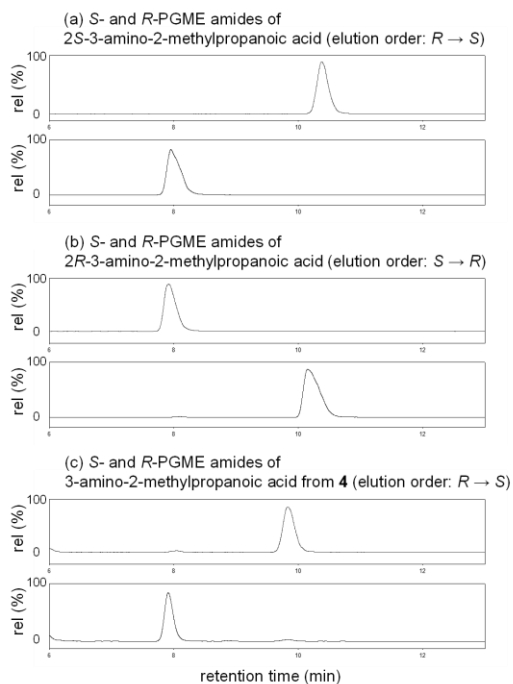 (a) S- and R-PGME amides of
2S-3-amino-2-methylpropanoic acid (elution order: R → S)
rel (%)
100
0
6 8 10 12
rel (%)
100
0
6 8 10 12
(b) S- and R-PGME amides of
2R-3-amino-2-methylpropanoic acid (elution order: S → R)
rel (%)
100
0
6 8 10 12
rel (%)
100
0
6 8 10 12
(c) S- and R-PGME amides of
3-amino-2-methylpropanoic acid from 4 (elution order: R → S)
rel (%)
100
0
6 8 10 12
rel (%)
100
0
6 8 10 12
retention time (min)